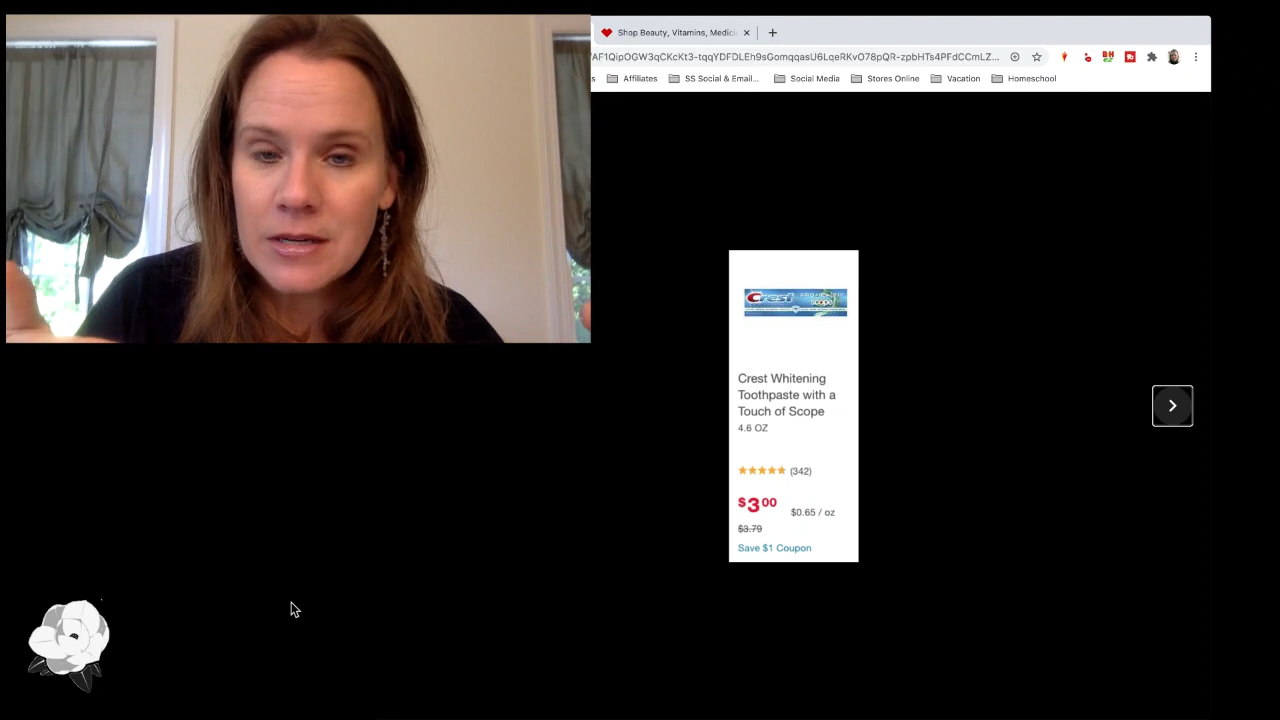 Shop Beauty, Vitamins, Medici
/AF1QipOGW3qCKcKt3-tqqYDFDLEh9sGomqqasU6LqeRKvO78pQR-zpbHTs4PFdCCmLZ...
s Affiliates SS Social & Email... Social Media Stores Online Vacation Homeschool
Crest
scope
Crest Whitening
Toothpaste with a
Touch of Scope
4.6 OZ
(342)
$3 00
$0.65 / oz
$3.79
Save $1 Coupon